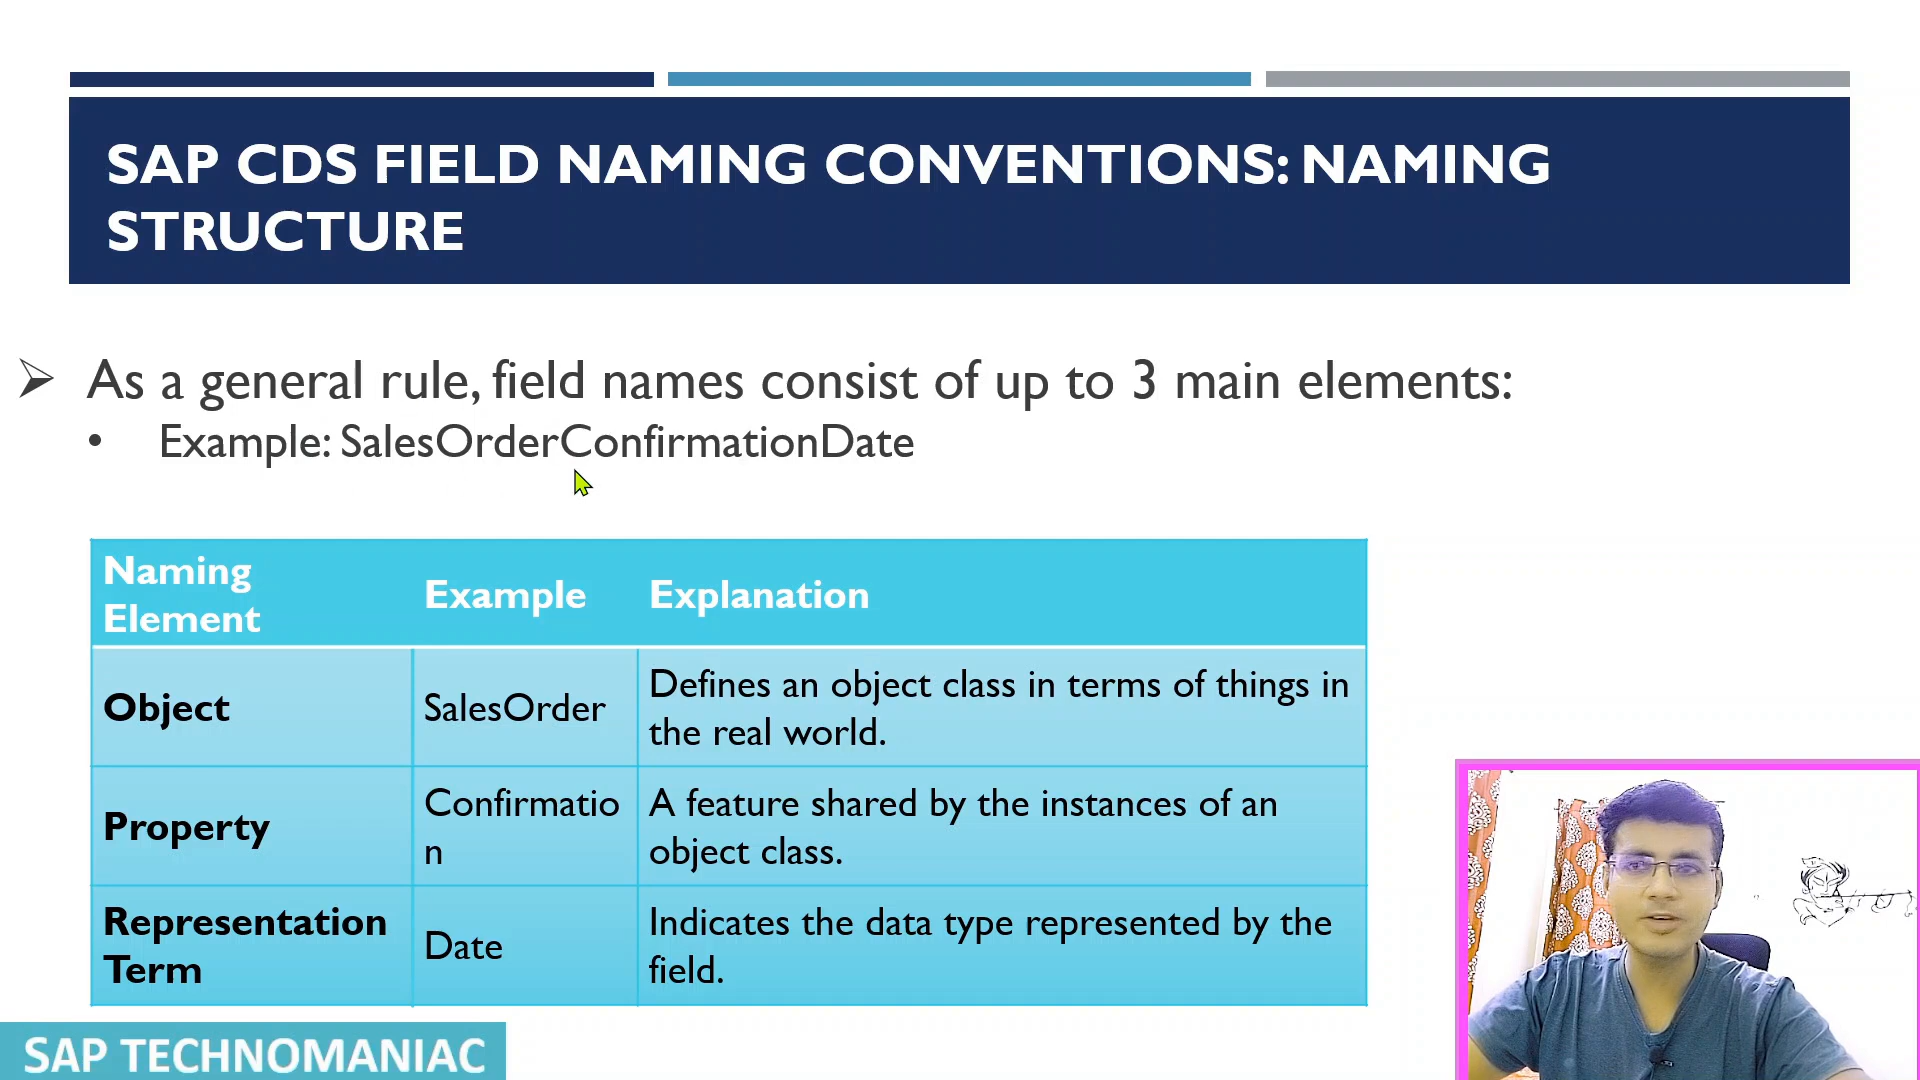 SAP CDS FIELD NAMING CONVENTIONS: NAMING
STRUCTURE
As a general rule, field names consist of up to 3 main elements:
• Example: SalesOrderConfirmationDate
Naming
Element
Example
Explanation
Object
SalesOrder
Defines an object class in terms of things in
the real world.
Property
Confirmatio
n
A feature shared by the instances of an
object class.
Representation
Term
Date
Indicates the data type represented by the
field.
SAP TECHNOMANIAC